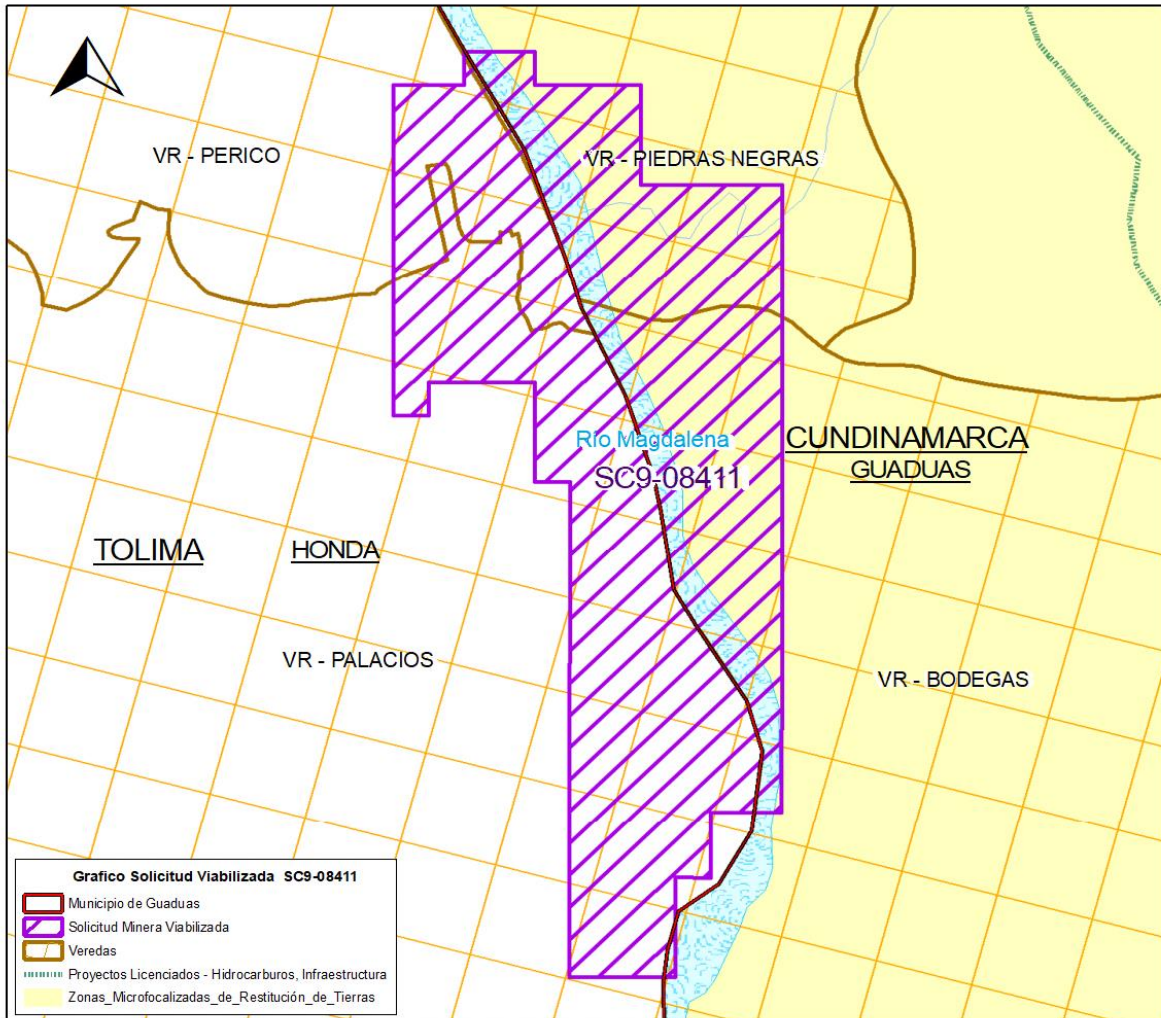 VR - PERICO
VR - PIEDRAS NEGRAS
Río Magdalena
SC9-08411
CUNDINAMARCA
GUADUAS
TOLIMA
HONDA
VR - PALACIOS
VR - BODEGAS
Grafico Solicitud Viabilizada SC9-08411
Municipio de Guaduas
Solicitud Minera Viabilizada
Veredas
Proyectos Licenciados - Hidrocarburos, Infraestructura
Zonas_Microfocalizadas_de_Restitución_de_Tierras